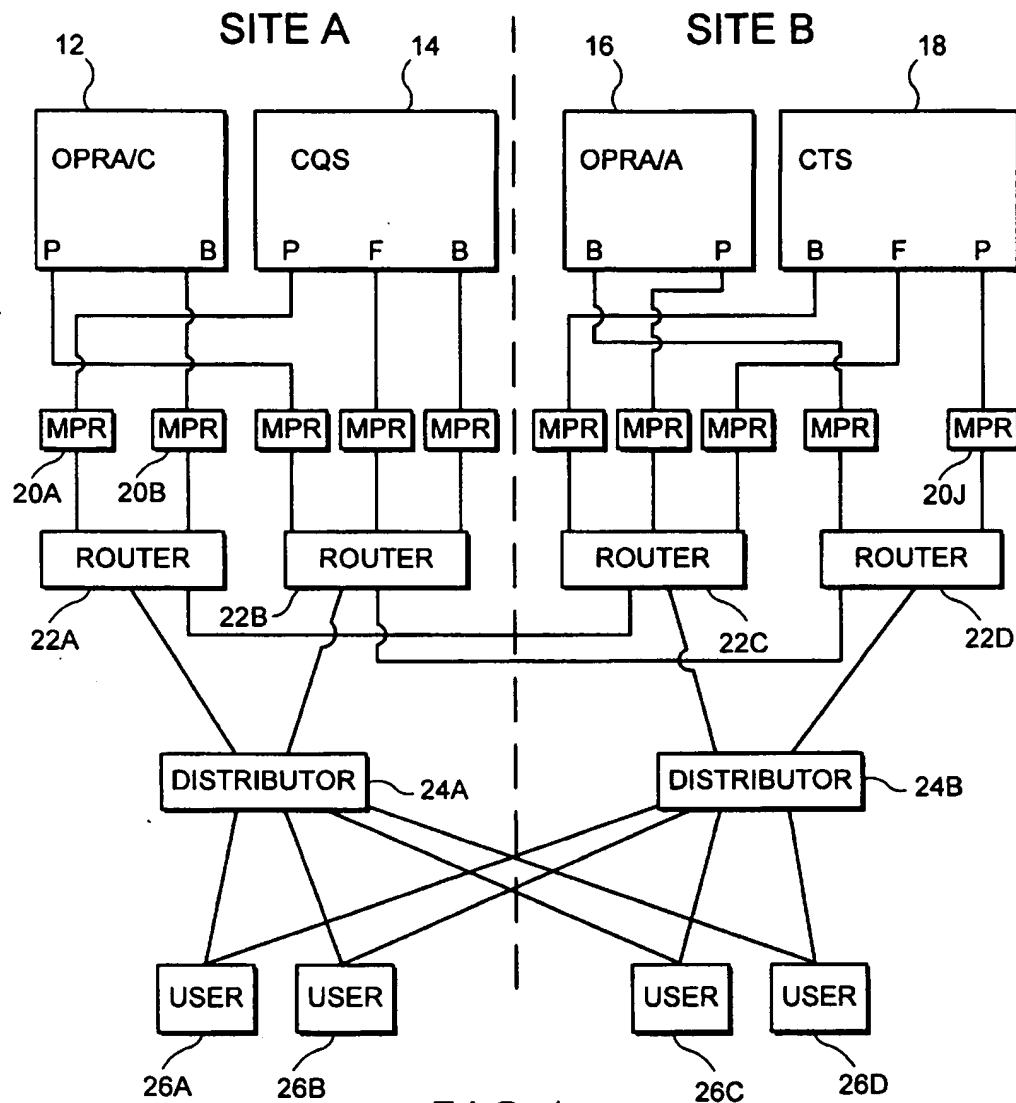 SITE A
SITE B
12
14
16
18
OPRA/C
CQS
OPRA/A
CTS
P
B
P
F
B
B
P
B
F
P
MPR
MPR
MPR
MPR
MPR
MPR
MPR
MPR
MPR
MPR
20A
20B
20J
ROUTER
ROUTER
ROUTER
ROUTER
22A
22B
22C
22D
DISTRIBUTOR
24A
DISTRIBUTOR
24B
USER
USER
USER
USER
26A
26B
26C
26D